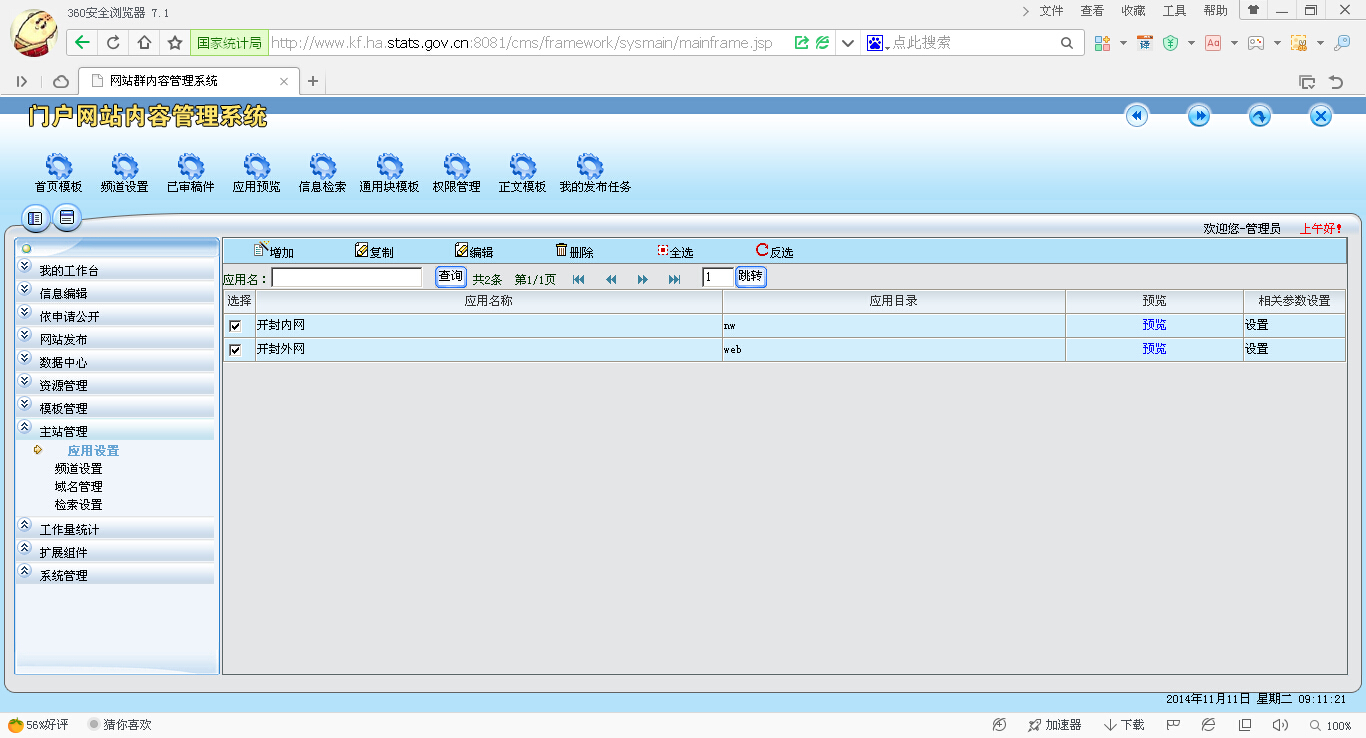 360安全浏览器 7.1
文件 查看 收藏 工具 帮助
国家统计局 http://www.kf.ha.stats.gov.cn:8081/cms/framework/sysmain/mainframe.jsp 点此搜索
网站群内容管理系统
门户网站内容管理系统
首页模板 频道设置 已审稿件 应用预览 信息检索 通用块模板 权限管理 正文模板 我的发布任务
欢迎您-管理员 上午好!
我的工作台
信息编辑
依申请公开
网站发布
数据中心
资源管理
模板管理
主站管理
应用设置
频道设置
域名管理
检索设置
工作量统计
扩展组件
系统管理
增加 复制 编辑 删除 全选 反选
应用名: 查询 共2条 第1/1页 1 跳转
选择 应用名称 应用目录 预览 相关参数设置
开封内网 nw 预览 设置
开封外网 web 预览 设置
2014年11月11日 星期二 09:11:21
56%好评 猜你喜欢 加速器 下载 100%